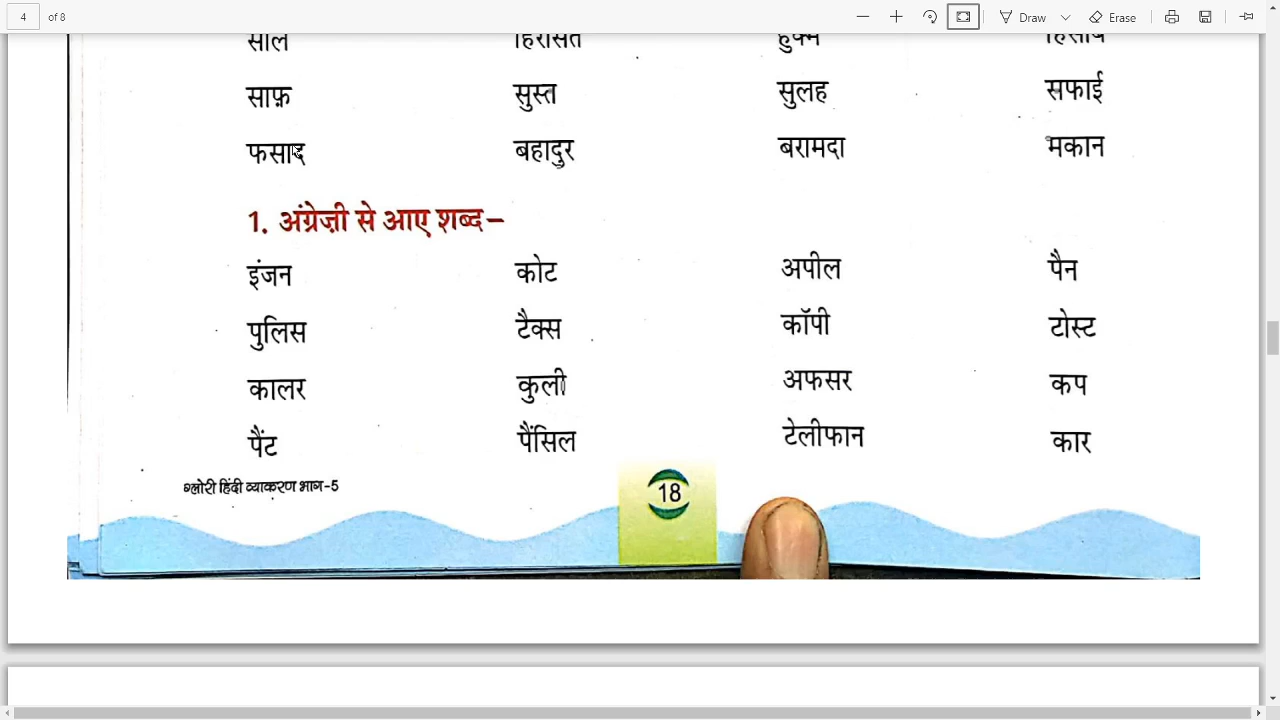 4 of 8 Draw Erase
साल हिरासत हुक्म हिसाब
साफ़ सुस्त सुलह सफाई
फसाद बहादुर बरामदा मकान
1. अंग्रेज़ी से आए शब्द–
इंजन कोट अपील पैन
पुलिस टैक्स कॉपी टोस्ट
कालर कुली अफसर कप
पैंट पैंसिल टेलीफान कार
ग्लोरी हिंदी व्याकरण भाग-5
18